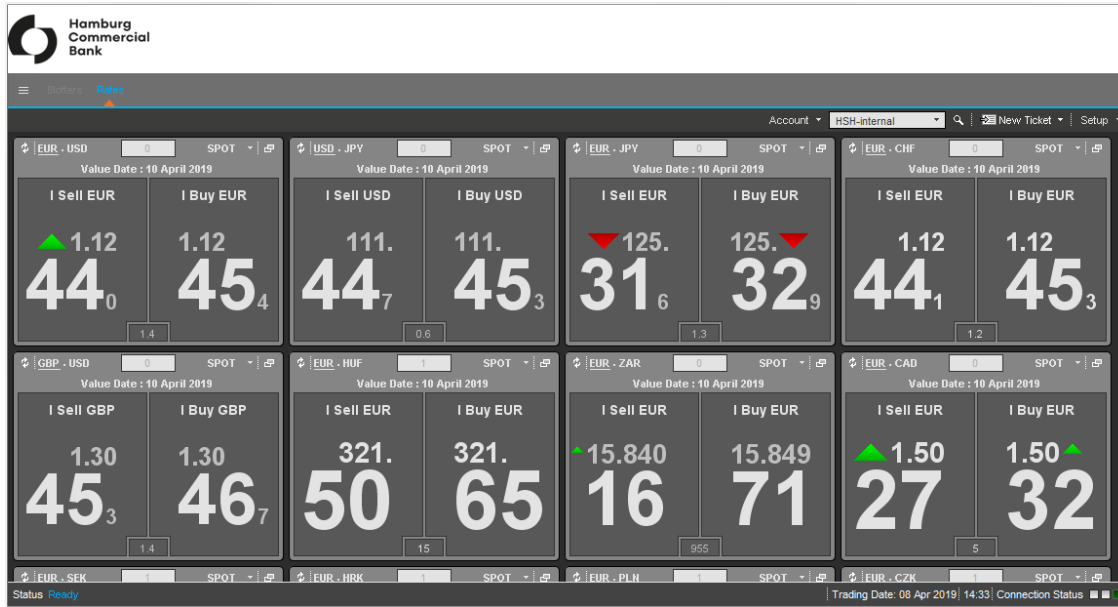 Hamburg
Commercial
Bank
Blotters Rates
Account HSH-internal New Ticket Setup
EUR . USD 0 SPOT USD . JPY 0 SPOT EUR . JPY 0 SPOT EUR . CHF 0 SPOT
Value Date : 10 April 2019 Value Date : 10 April 2019 Value Date : 10 April 2019 Value Date : 10 April 2019
I Sell EUR I Buy EUR I Sell USD I Buy USD I Sell EUR I Buy EUR I Sell EUR I Buy EUR
1.12 1.12 111. 111. 125. 125. 1.12 1.12
44 0 45 4 44 7 45 3 31 6 32 9 44 1 45 3
1.4 0.6 1.3 1.2
GBP . USD 0 SPOT EUR . HUF 1 SPOT EUR . ZAR 0 SPOT EUR . CAD 0 SPOT
Value Date : 10 April 2019 Value Date : 10 April 2019 Value Date : 10 April 2019 Value Date : 10 April 2019
I Sell GBP I Buy GBP I Sell EUR I Buy EUR I Sell EUR I Buy EUR I Sell EUR I Buy EUR
1.30 1.30 321. 321. 15.840 15.849 1.50 1.50
45 3 46 7 50 65 16 71 27 32
1.4 15 955 5
EUR . SEK 1 SPOT EUR . HRK 1 SPOT EUR . PLN 1 SPOT EUR . CZK 1 SPOT
Status Ready Trading Date: 08 Apr 2019 14:33 Connection Status